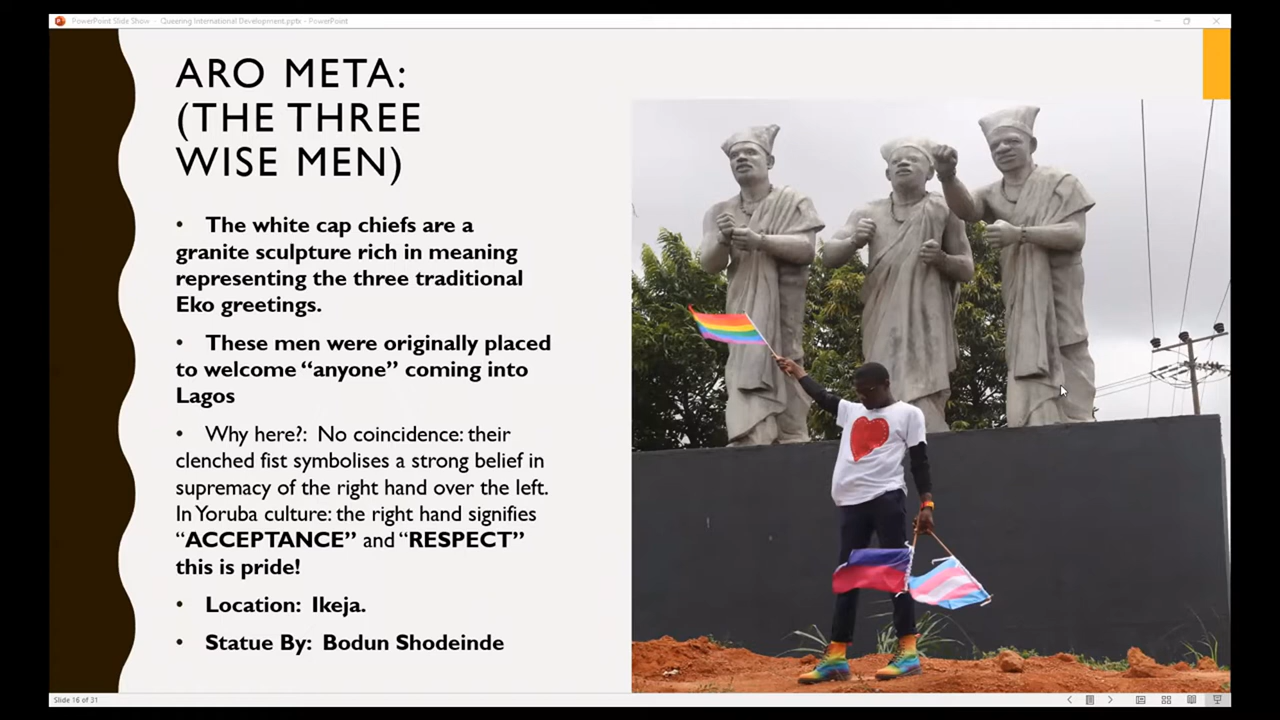 PowerPoint Slide Show - Queering International Development.pptx - PowerPoint
ARO META:
(THE THREE
WISE MEN)
• The white cap chiefs are a
granite sculpture rich in meaning
representing the three traditional
Eko greetings.
• These men were originally placed
to welcome “anyone” coming into
Lagos
• Why here?: No coincidence: their
clenched fist symbolises a strong belief in
supremacy of the right hand over the left.
In Yoruba culture: the right hand signifies
“ACCEPTANCE” and “RESPECT”
this is pride!
• Location: Ikeja.
• Statue By: Bodun Shodeinde
Slide 16 of 31